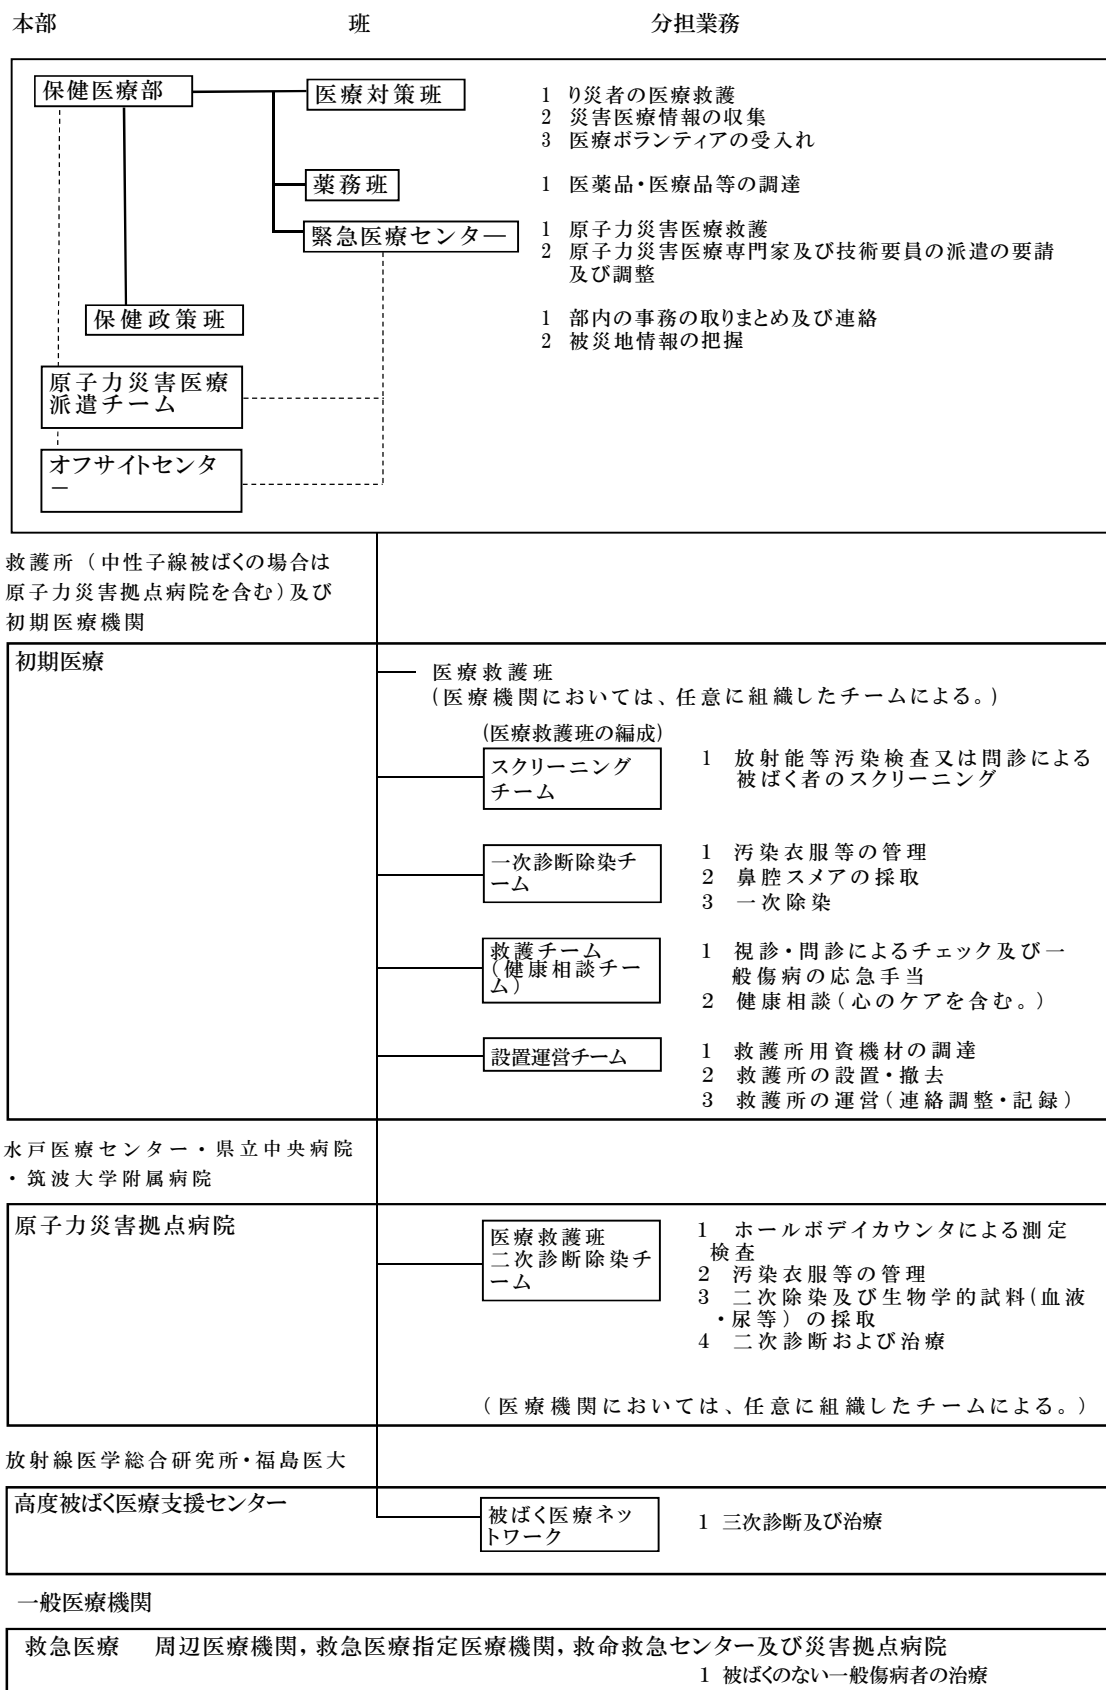 本部　班　分担業務
保健医療部　医療対策班
1　り災者の医療救護
2　災害医療情報の収集
3　医療ボランティアの受入れ
薬務班
1　医薬品・医療品等の調達
緊急医療センター
1　原子力災害医療救護
2　原子力災害医療専門家及び技術要員の派遣の要請
及び調整
保健政策班
1　部内の事務の取りまとめ及び連絡
2　被災地情報の把握
原子力災害医療
派遣チーム
オフサイトセンタ
ー
救護所（中性子線被ばくの場合は
原子力災害拠点病院を含む）及び
初期医療機関
初期医療
医療救護班
(医療機関においては、任意に組織したチームによる。)
(医療救護班の編成)
スクリーニング
チーム
1　放射能等汚染検査又は問診による
被ばく者のスクリーニング
一次診断除染チ
ーム
1　汚染衣服等の管理
2　鼻腔スメアの採取
3　一次除染
救護チーム
（健康相談チー
ム）
1　視診・問診によるチェック及び一
般傷病の応急手当
2　健康相談（心のケアを含む。）
設置運営チーム
1　救護所用資機材の調達
2　救護所の設置・撤去
3　救護所の運営（連絡調整・記録）
水戸医療センター・県立中央病院
・筑波大学附属病院
原子力災害拠点病院
医療救護班
二次診断除染チ
ーム
1　ホールボデイカウンタによる測定
検査
2　汚染衣服等の管理
3　二次除染及び生物学的試料(血液
・尿等）の採取
4　二次診断および治療
（医療機関においては、任意に組織したチームによる。）
放射線医学総合研究所・福島医大
高度被ばく医療支援センター
被ばく医療ネッ
トワーク
1　三次診断及び治療
一般医療機関
救急医療　周辺医療機関，救急医療指定医療機関，救命救急センター及び災害拠点病院
1　被ばくのない一般傷病者の治療